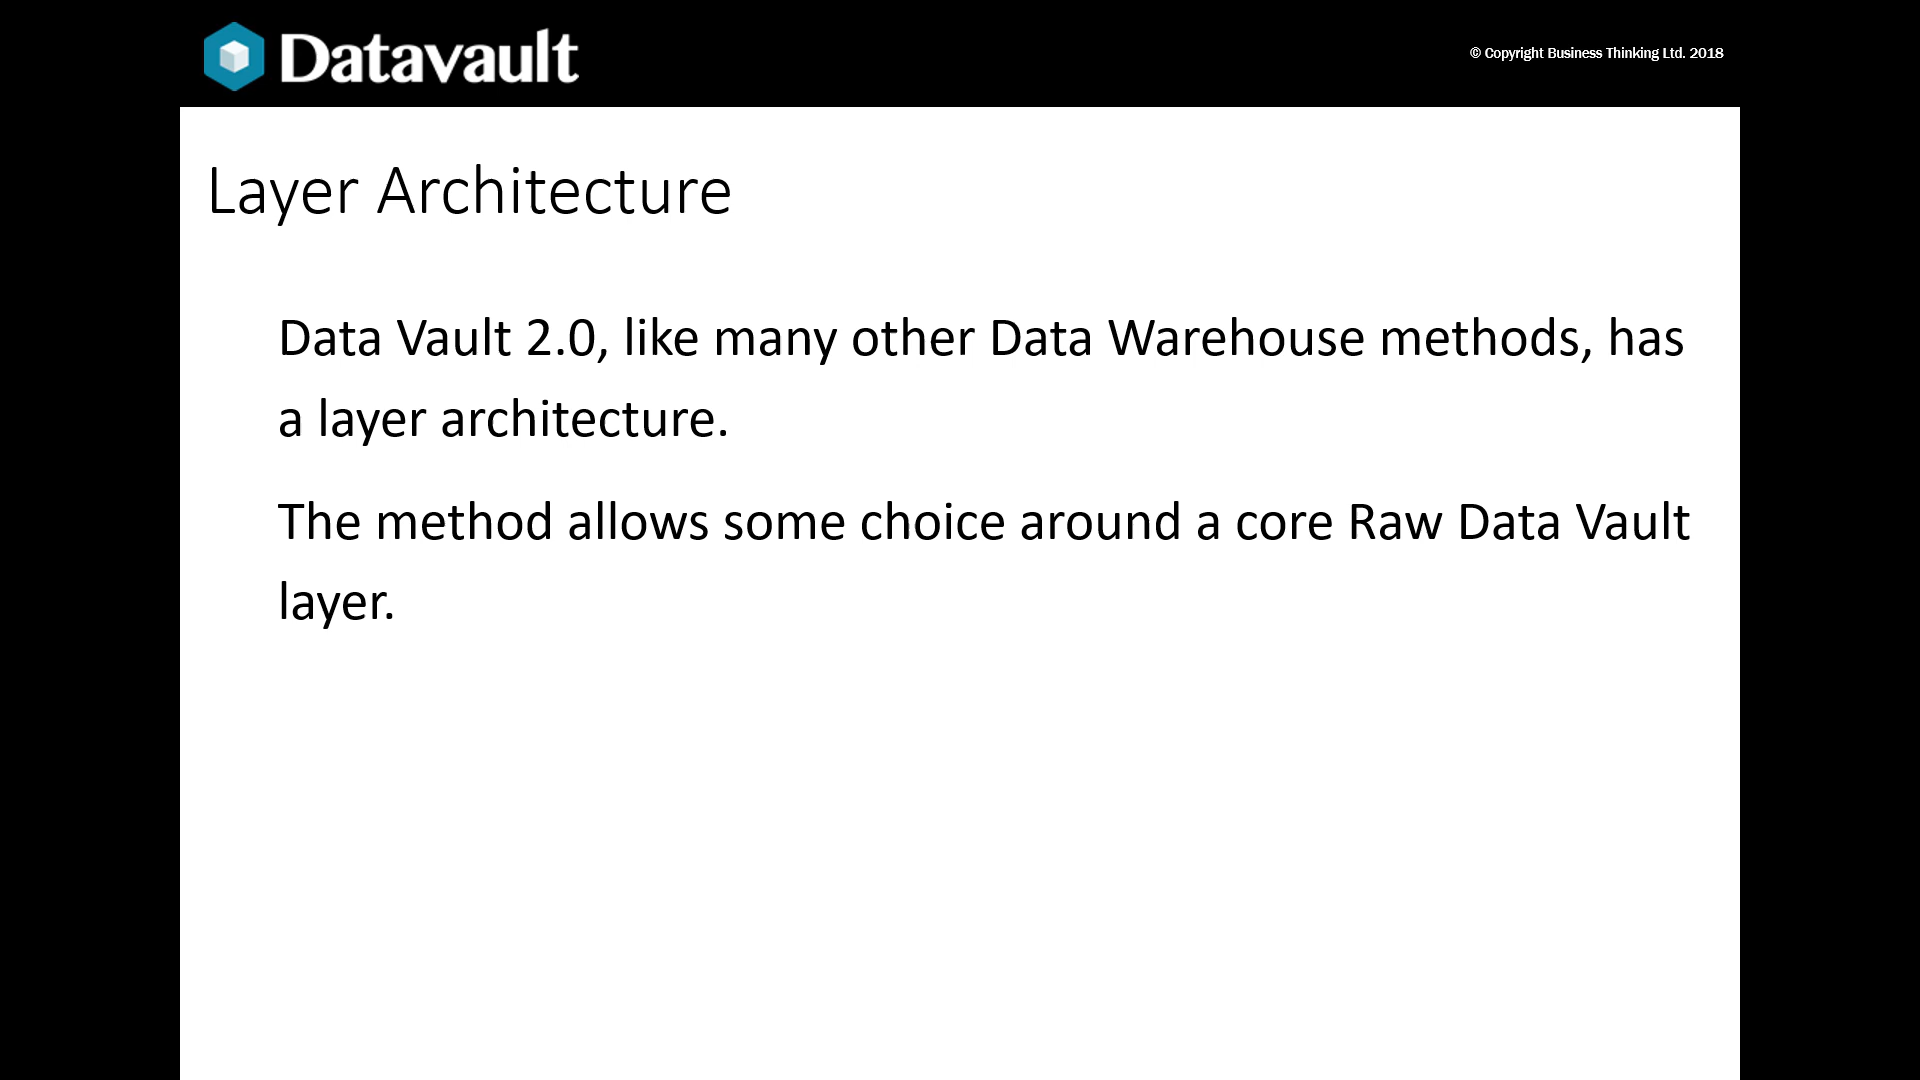 Datavault
© Copyright Business Thinking Ltd. 2018
Layer Architecture
Data Vault 2.0, like many other Data Warehouse methods, has
a layer architecture.
The method allows some choice around a core Raw Data Vault
layer.